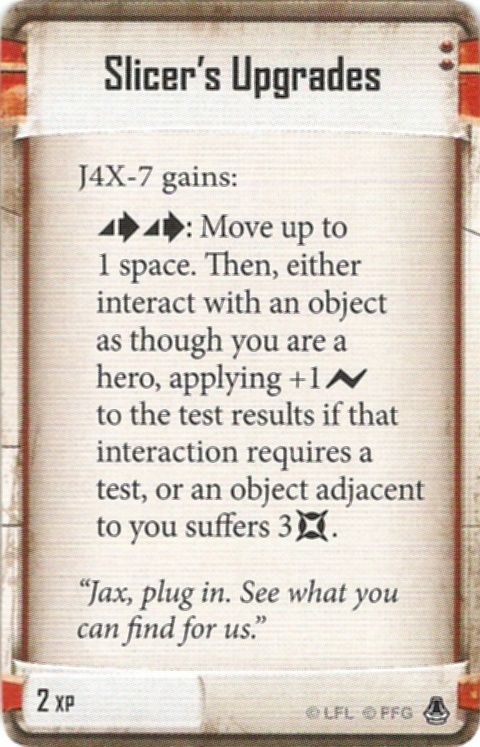 Slicer's Upgrades
J4X-7 gains:
: Move up to
1 space. Then, either
interact with an object
as though you are a
hero, applying +1
to the test results if that
interaction requires a
test, or an object adjacent
to you suffers 3.
“Jax, plug in. See what you
can find for us.”
2 XP
© LFL © FFG